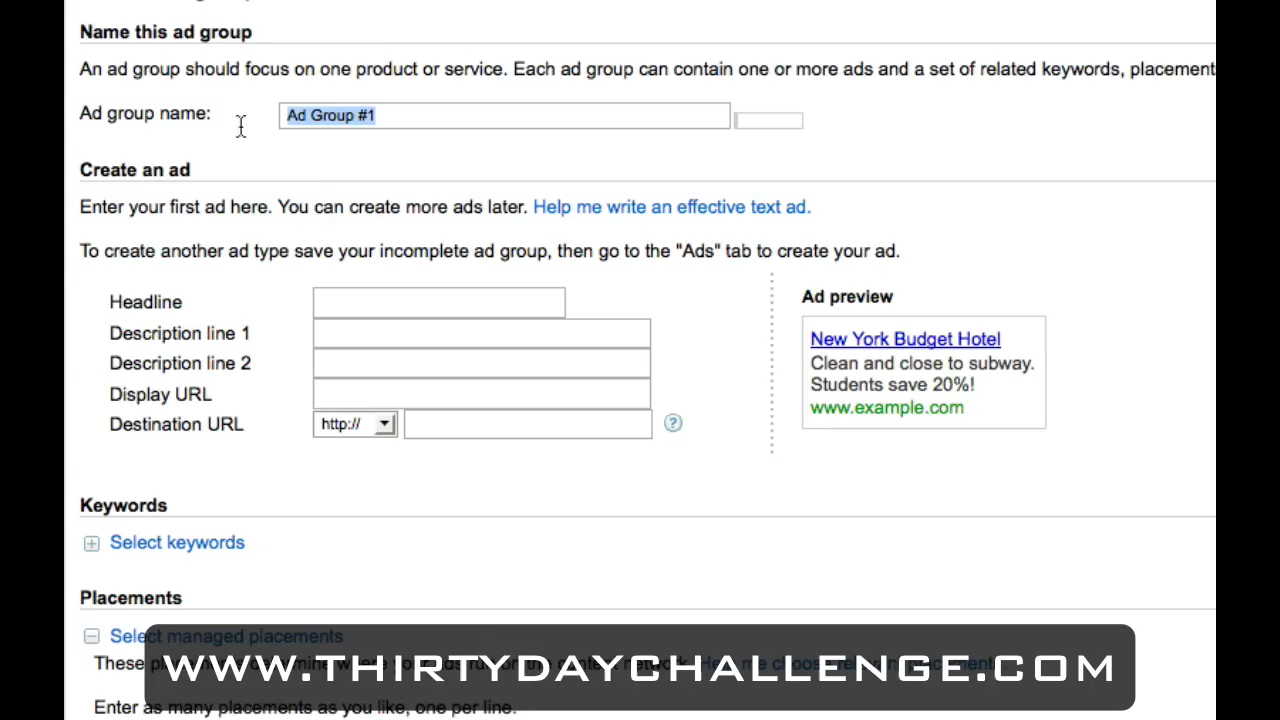 Name this ad group
An ad group should focus on one product or service. Each ad group can contain one or more ads and a set of related keywords, placement
Ad group name:
Ad Group #1
Create an ad
Enter your first ad here. You can create more ads later. Help me write an effective text ad.
To create another ad type save your incomplete ad group, then go to the "Ads" tab to create your ad.
Headline
Description line 1
Description line 2
Display URL
Destination URL
http://
?
Ad preview
New York Budget Hotel
Clean and close to subway.
Students save 20%!
www.example.com
Keywords
Select keywords
Placements
Select managed placements
These
WWW.THIRTYDAYCHALLENGE.COM
Enter as many placements as you like, one per line.